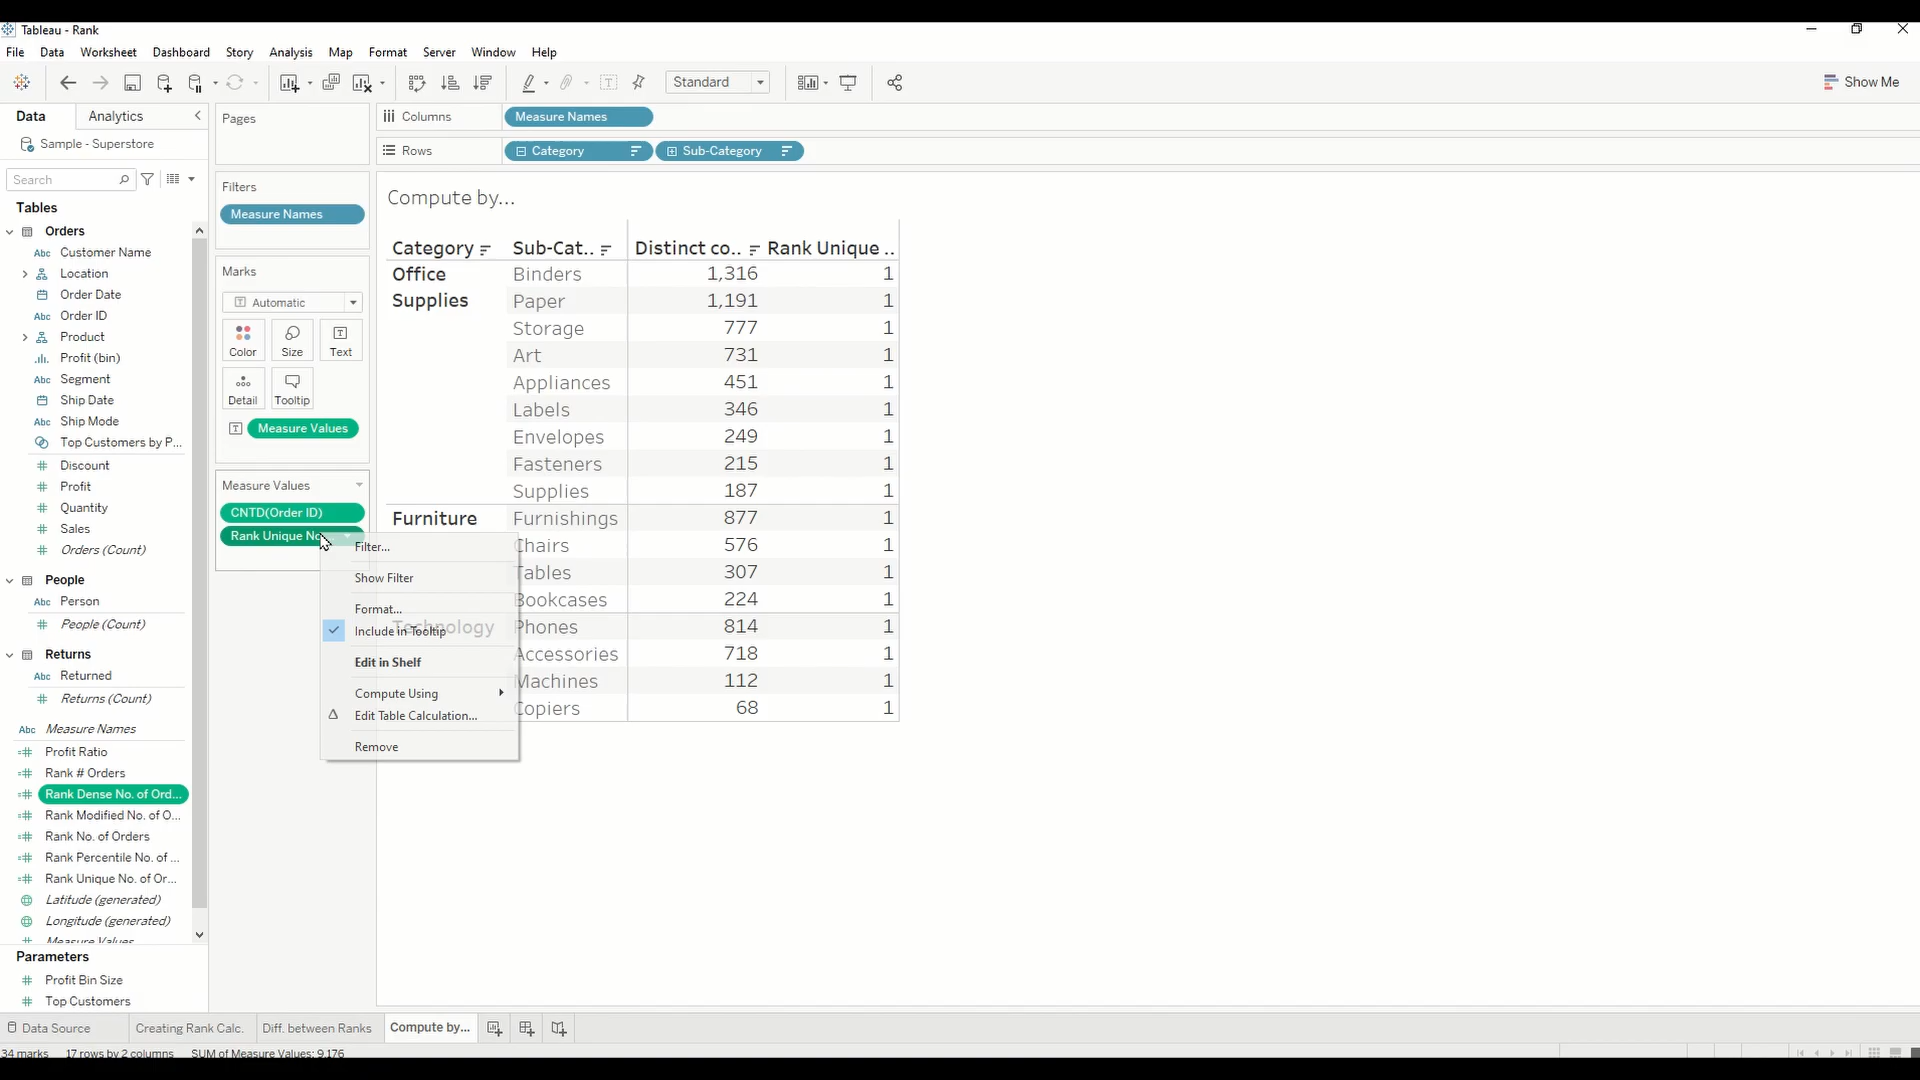 Tableau - Rank
File Data Worksheet Dashboard Story Analysis Map Format Server Window Help
Standard
Show Me
Data Analytics
Sample - Superstore
Search
Tables
Orders
Abc Customer Name
Location
Order Date
Abc Order ID
Product
Profit (bin)
Abc Segment
Ship Date
Abc Ship Mode
Top Customers by P...
Discount
Profit
Quantity
Sales
Orders (Count)
People
Abc Person
People (Count)
Returns
Abc Returned
Returns (Count)
Abc Measure Names
Profit Ratio
Rank # Orders
Rank Dense No. of Ord...
Rank Modified No. of O...
Rank No. of Orders
Rank Percentile No. of ...
Rank Unique No. of Or...
Latitude (generated)
Longitude (generated)
Measure Values
Parameters
Profit Bin Size
Top Customers
Pages
Filters
Measure Names
Marks
Automatic
Color Size Text
Detail Tooltip
Measure Values
Measure Values
CNTD(Order ID)
Rank Unique No
Columns Measure Names
Rows Category Sub-Category
Compute by...
Category Sub-Cat.. Distinct co.. Rank Unique ..
Office Binders 1,316 1
Supplies Paper 1,191 1
Storage 777 1
Art 731 1
Appliances 451 1
Labels 346 1
Envelopes 249 1
Fasteners 215 1
Supplies 187 1
Furniture Furnishings 877 1
Chairs 576 1
Tables 307 1
Bookcases 224 1
Technology Phones 814 1
Accessories 718 1
Machines 112 1
Copiers 68 1
Filter...
Show Filter
Format...
Include in Tooltip
Edit in Shelf
Compute Using
Edit Table Calculation...
Remove
Data Source Creating Rank Calc. Diff. between Ranks Compute by...
34 marks 17 rows by 2 columns SUM of Measure Values: 9,176